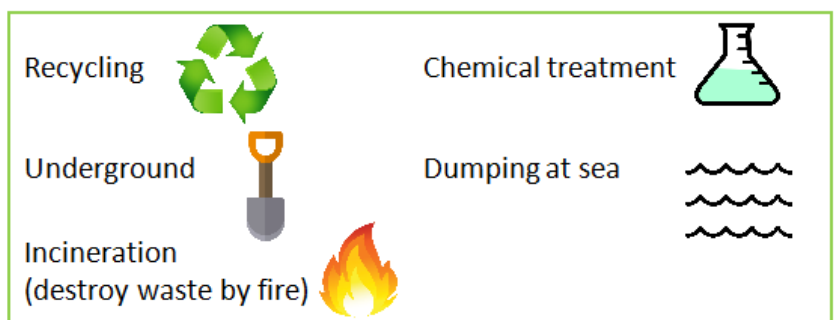 Recycling
Chemical treatment
Underground
Dumping at sea
Incineration
(destroy waste by fire)